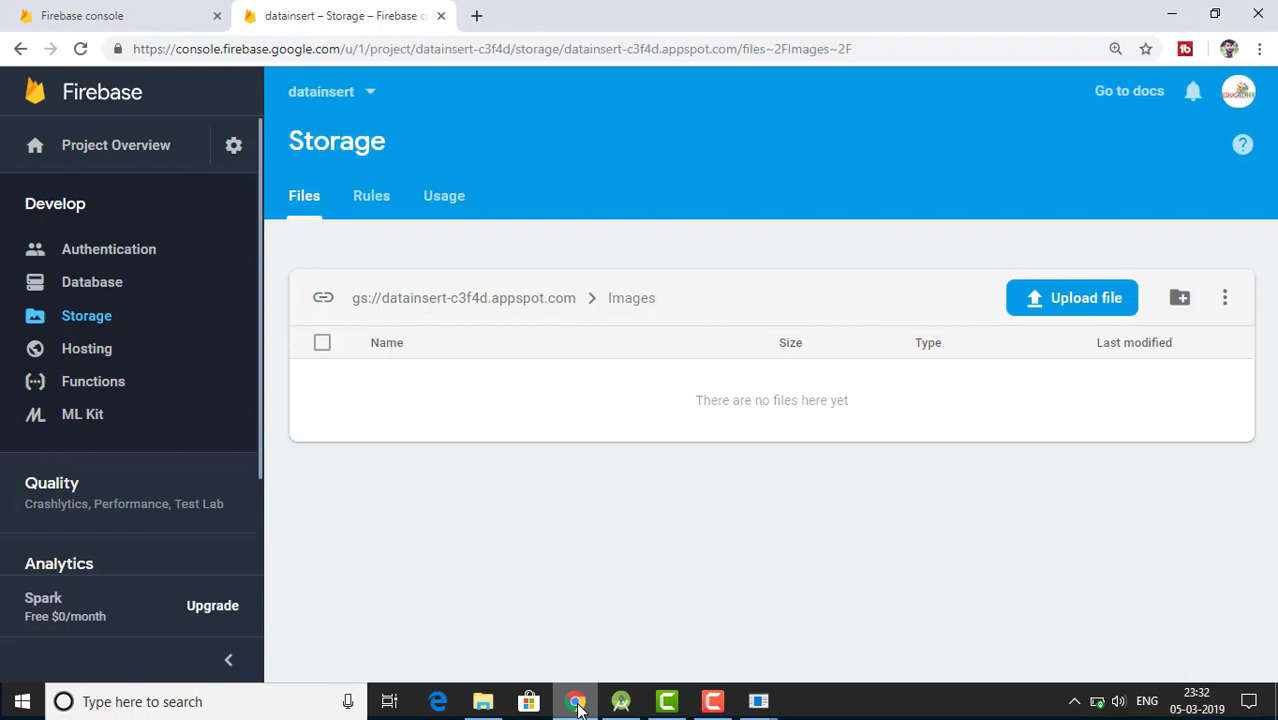 Firebase console
datainsert – Storage – Firebase co
https://console.firebase.google.com/u/1/project/datainsert-c3f4d/storage/datainsert-c3f4d.appspot.com/files~2FImages~2F
Firebase
datainsert
Go to docs
Project Overview
Storage
Files Rules Usage
Develop
Authentication
Database
Storage
Hosting
Functions
ML Kit
gs://datainsert-c3f4d.appspot.com > Images
Upload file
Name Size Type Last modified
There are no files here yet
Quality
Crashlytics, Performance, Test Lab
Analytics
Spark
Free $0/month
Upgrade
Type here to search
ENG
23:32
05-03-2019